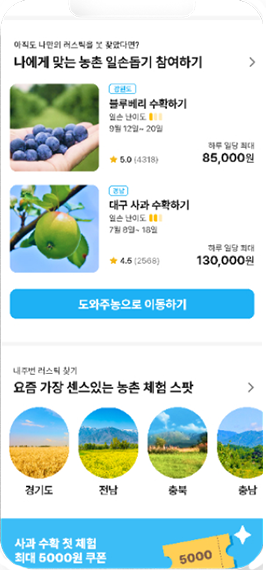 아직도 나만의 러스틱을 못 찾았다면?
나에게 맞는 농촌 일손돕기 참여하기
강원도
블루베리 수확하기
일손 난이도
9월 12일~ 20일
하루 일당 최대
5.0 (4318)
85,000원
경남
대구 사과 수확하기
일손 난이도
7월 8일~ 18일
하루 일당 최대
4.5 (2568)
130,000원
도와주농으로 이동하기
내주변 러스틱 찾기
요즘 가장 센스있는 농촌 체험 스팟
경기도
전남
충북
충남
사과 수확 첫 체험
최대 5000원 쿠폰
5000